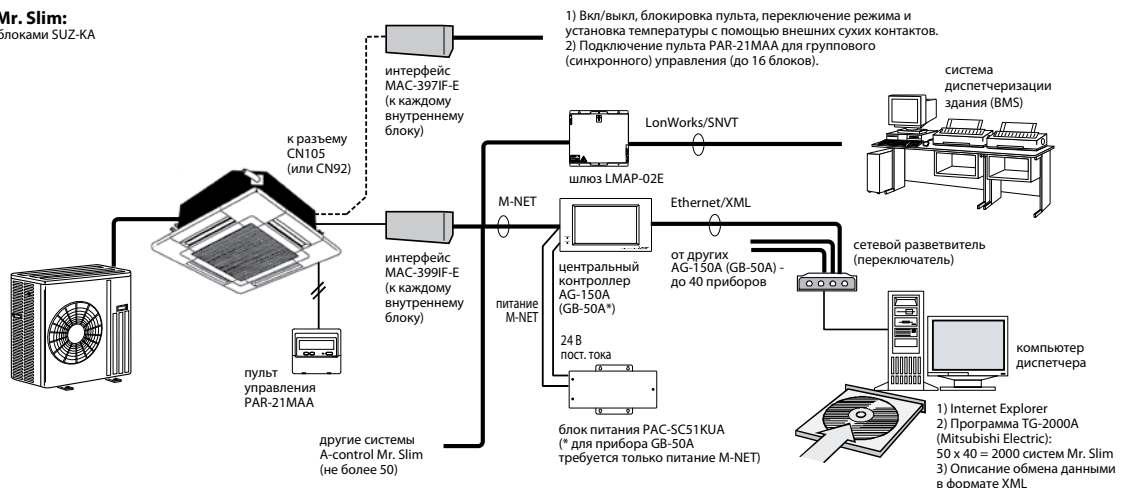 Mr. Slim:
блоками SUZ-KA
1) Вкл/выкл, блокировка пульта, переключение режима и
установка температуры с помощью внешних сухих контактов.
2) Подключение пульта PAR-21MAA для группового
(синхронного) управления (до 16 блоков).
интерфейс
MAC-397IF-E
(к каждому
внутреннему
блоку)
система
диспетчеризации
здания (BMS)
к разъему
CN105
(или CN92)
LonWorks/SNVT
шлюз LMAP-02E
M-NET
Ethernet/XML
интерфейс
MAC-399IF-E
(к каждому
внутреннему
блоку)
питание
M-NET
центральный
контроллер
AG-150A
(GB-50A*)
от других
AG-150A (GB-50A) -
до 40 приборов
сетевой разветвитель
(переключатель)
24 В
пост. тока
пульт
управления
PAR-21MAA
компьютер
диспетчера
блок питания PAC-SC51KUA
(* для прибора GB-50A
требуется только питание M-NET)
другие системы
A-control Mr. Slim
(не более 50)
1) Internet Explorer
2) Программа TG-2000A
(Mitsubishi Electric):
50 x 40 = 2000 систем Mr. Slim
3) Описание обмена данными
в формате XML